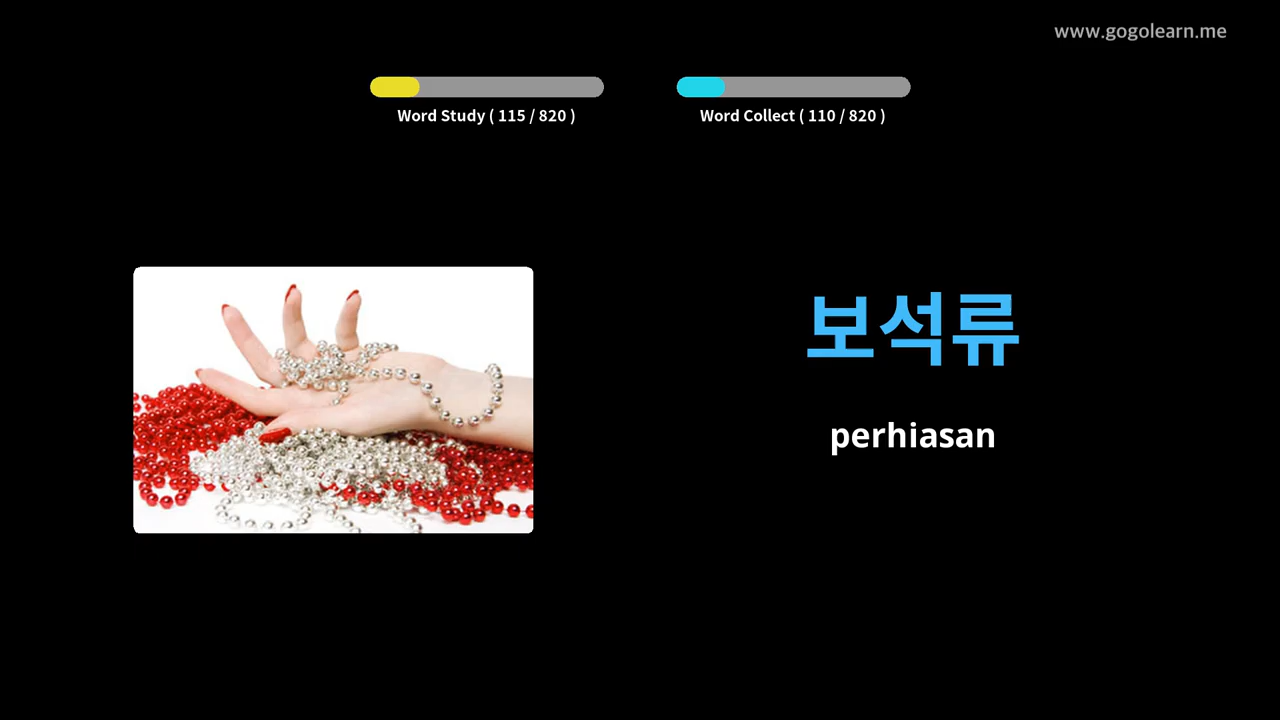 www.gogolearn.me
Word Study ( 115 / 820 )
Word Collect ( 110 / 820 )
보석류
perhiasan